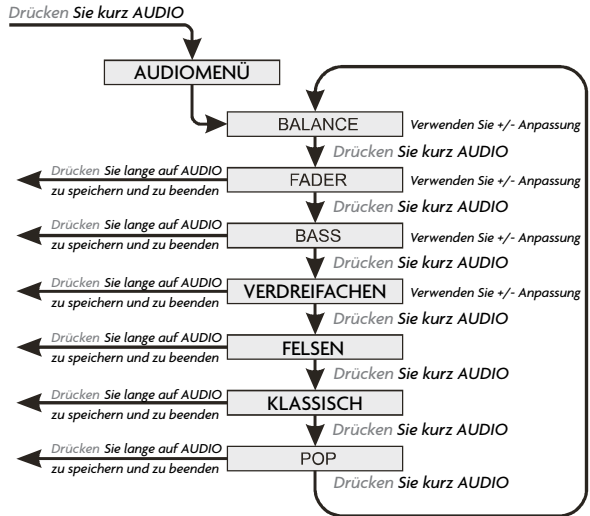 Drücken Sie kurz AUDIO
AUDIOMENÜ
BALANCE Verwenden Sie +/- Anpassung
Drücken Sie kurz AUDIO
Drücken Sie lange auf AUDIO
zu speichern und zu beenden
FADER Verwenden Sie +/- Anpassung
Drücken Sie kurz AUDIO
Drücken Sie lange auf AUDIO
zu speichern und zu beenden
BASS Verwenden Sie +/- Anpassung
Drücken Sie kurz AUDIO
Drücken Sie lange auf AUDIO
zu speichern und zu beenden
VERDREIFACHEN Verwenden Sie +/- Anpassung
Drücken Sie kurz AUDIO
Drücken Sie lange auf AUDIO
zu speichern und zu beenden
FELSEN
Drücken Sie kurz AUDIO
Drücken Sie lange auf AUDIO
zu speichern und zu beenden
KLASSISCH
Drücken Sie kurz AUDIO
Drücken Sie lange auf AUDIO
zu speichern und zu beenden
POP
Drücken Sie kurz AUDIO